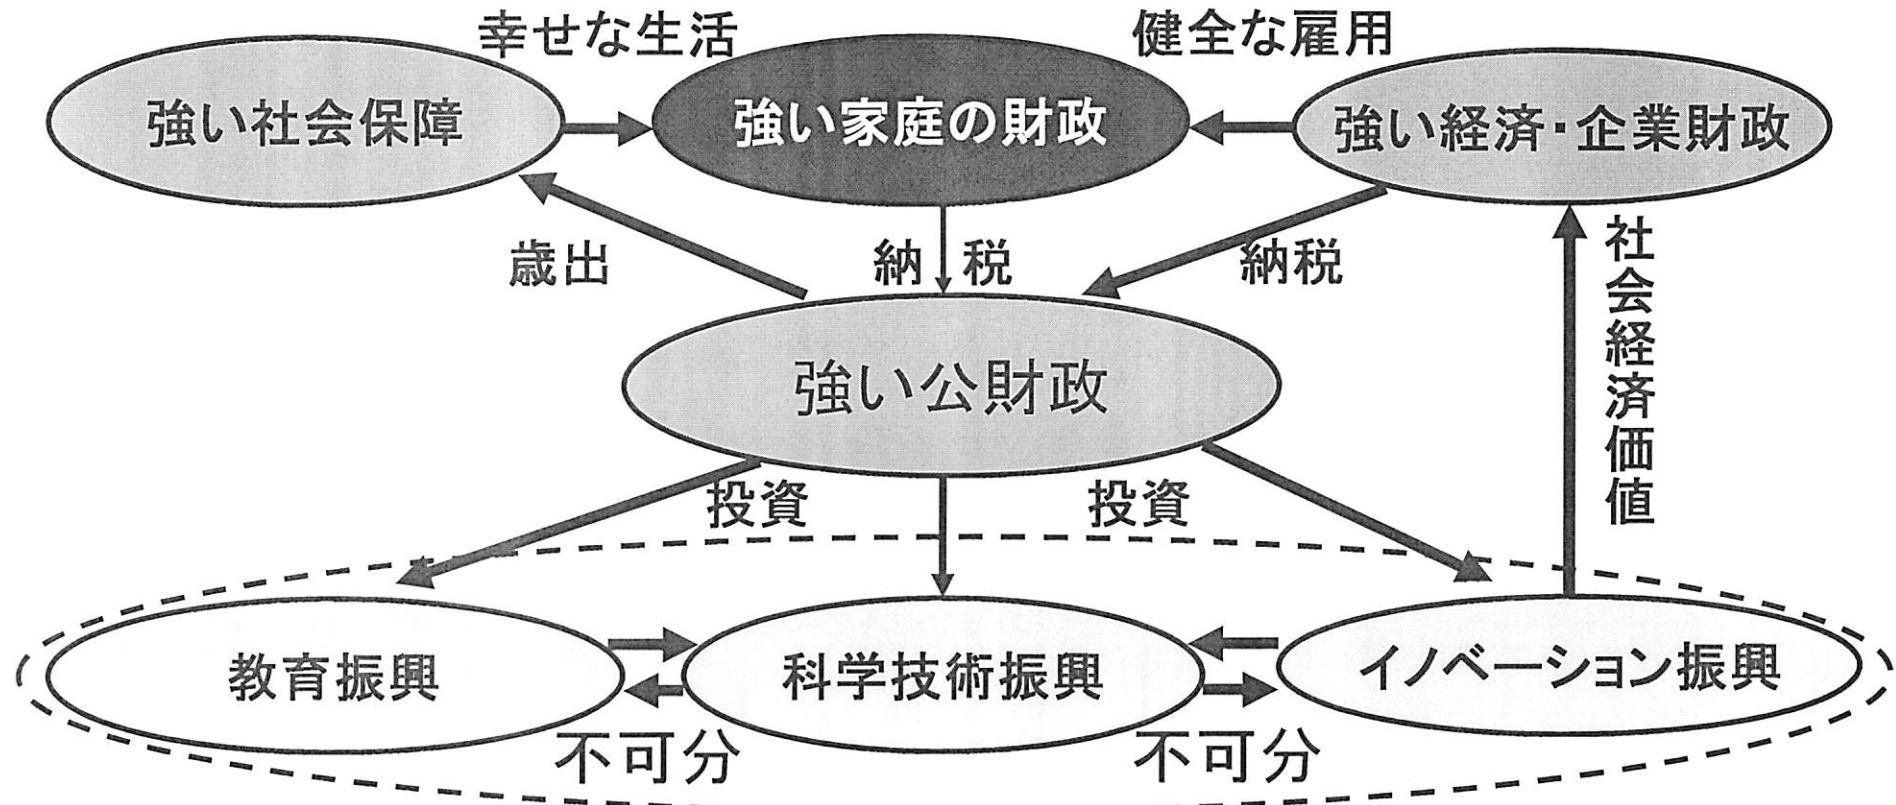 幸せな生活
健全な雇用
強い社会保障
強い家庭の財政
強い経済・企業財政
歳出
納税
納税
社会経済価値
強い公財政
投資
投資
教育振興
科学技術振興
イノベーション振興
不可分
不可分